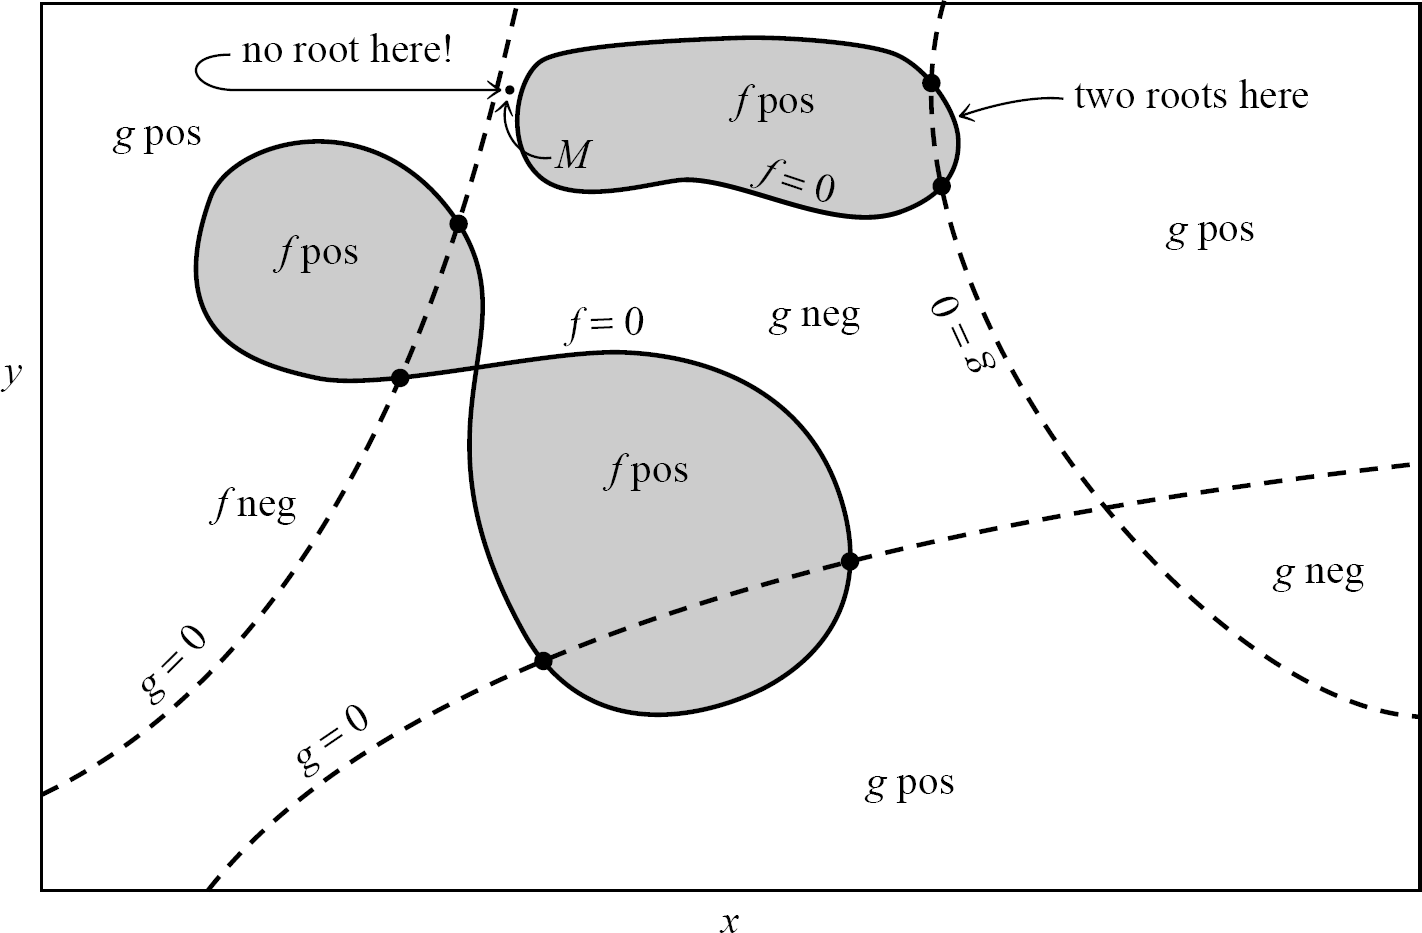 no root here!
two roots here
f pos
g pos
M
f = 0
g pos
f pos
f = 0
g neg
g = 0
y
f pos
f neg
g neg
g = 0
g = 0
g pos
x